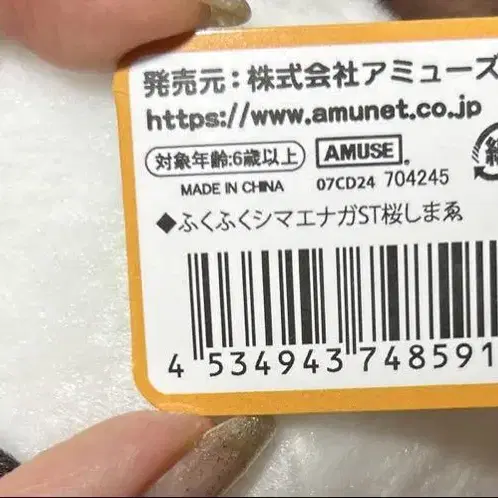 発売元：株式会社アミューズ
https://www.amunet.co.jp
対象年齢:6歳以上 AMUSE.
MADE IN CHINA 07CD24 704245
◆ふくふくシマエナガST桜しまゑ
4 534943 748591